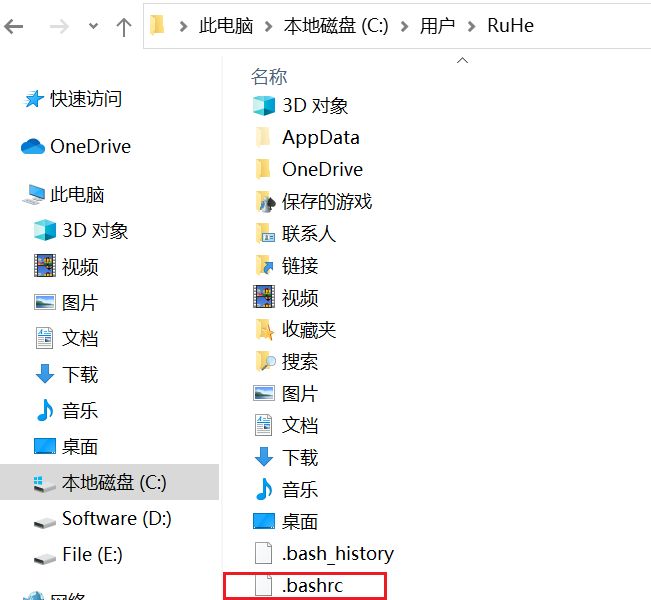 此电脑 本地磁盘 (C:) 用户 RuHe
快速访问
OneDrive
此电脑
3D 对象
视频
图片
文档
下载
音乐
桌面
本地磁盘 (C:)
Software (D:)
File (E:)
网络
名称
3D 对象
AppData
OneDrive
保存的游戏
联系人
链接
视频
收藏夹
搜索
图片
文档
下载
音乐
桌面
.bash_history
.bashrc